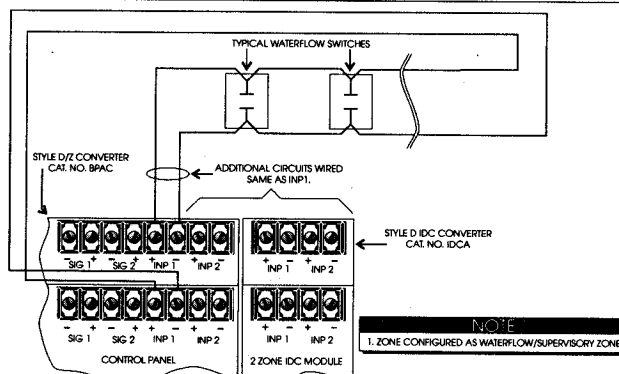 TYPICAL WATERFLOW SWITCHES
STYLE D/Z CONVERTER
CAT. NO. BPAC
ADDITIONAL CIRCUITS WIRED
SAME AS INP1.
STYLE D IDC CONVERTER
CAT. NO. IDCA
- + - + + - + -
SIG 1 SIG 2 INP 1 INP 2
+ - + -
INP 1 INP 2
- + - + + - + -
SIG 1 SIG 2 INP 1 INP 2
+ - + -
INP 1 INP 2
CONTROL PANEL
2 ZONE IDC MODULE
NOTE
1. ZONE CONFIGURED AS WATERFLOW/SUPERVISORY ZONE